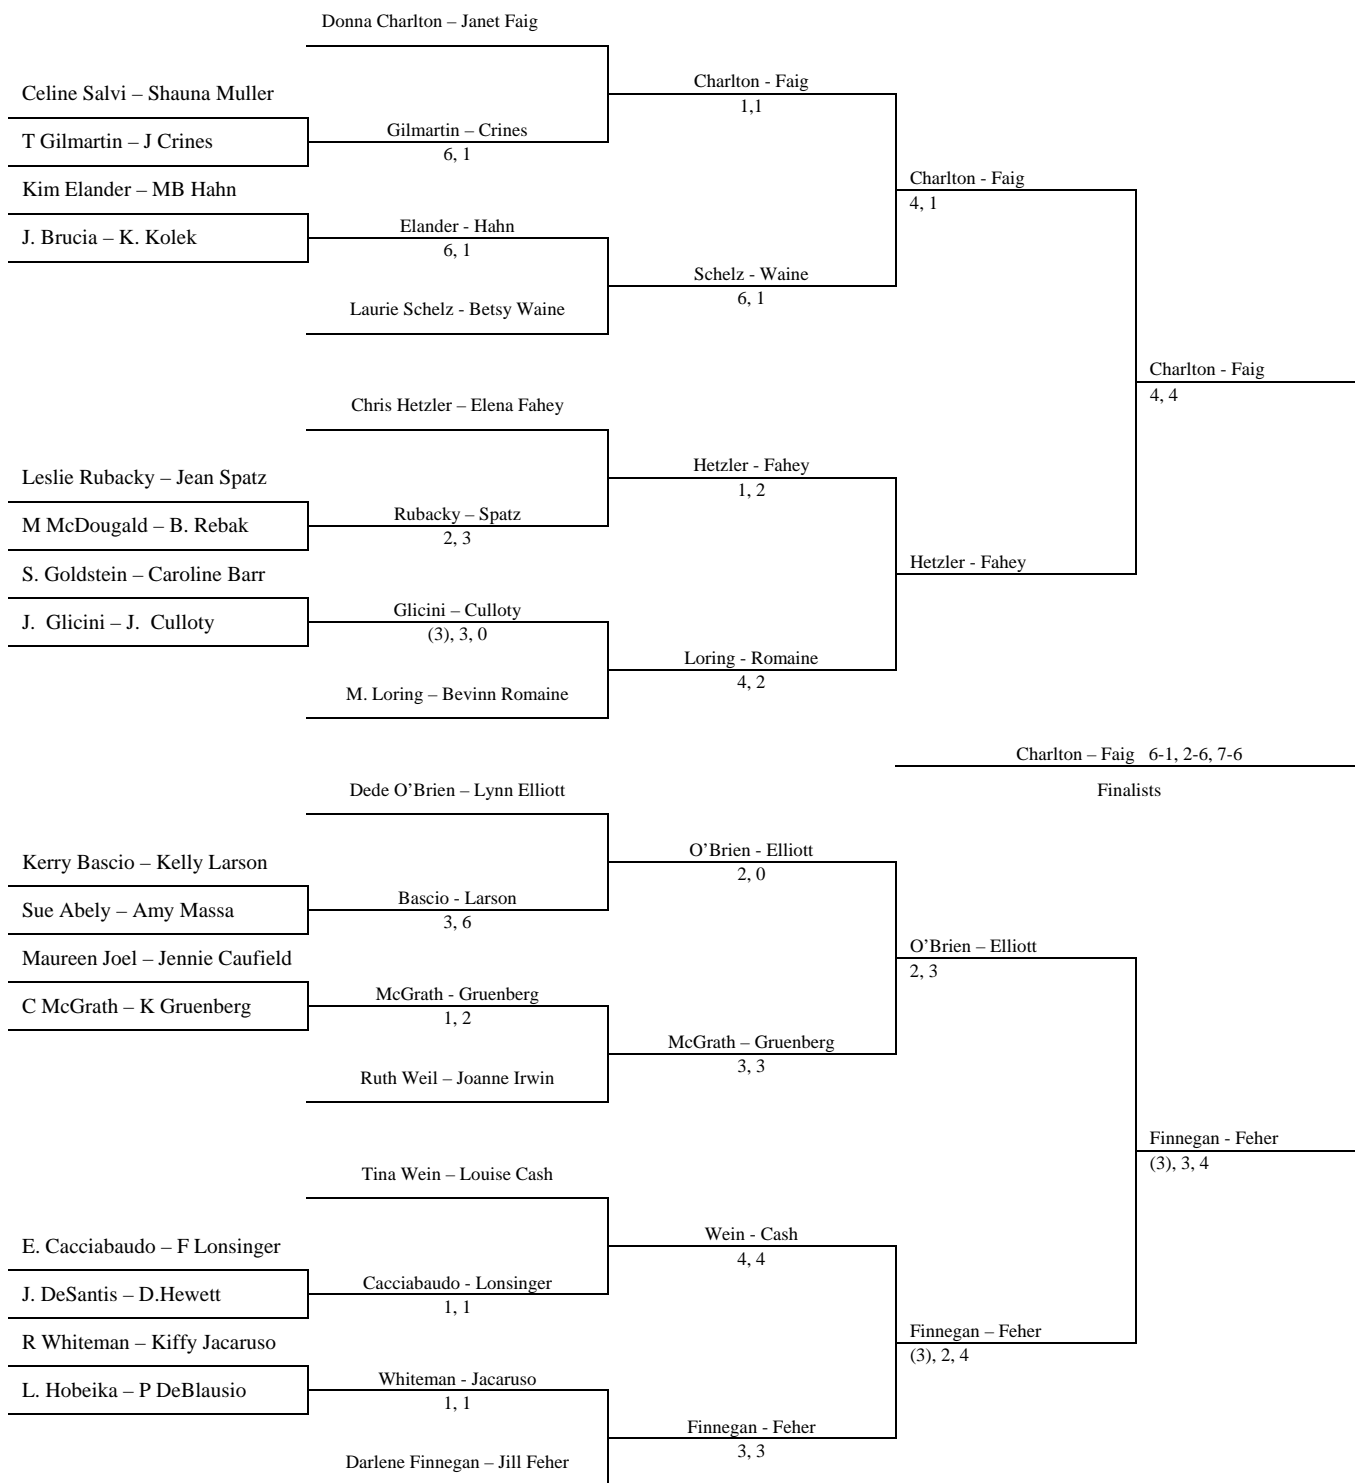 Donna Charlton – Janet Faig
Charlton - Faig
1,1
Celine Salvi – Shauna Muller
T Gilmartin – J Crines
Gilmartin – Crines
6, 1
Kim Elander – MB Hahn
Charlton - Faig
4, 1
J. Brucia – K. Kolek
Elander - Hahn
6, 1
Schelz - Waine
6, 1
Laurie Schelz - Betsy Waine
Charlton - Faig
4, 4
Chris Hetzler – Elena Fahey
Hetzler - Fahey
1, 2
Leslie Rubacky – Jean Spatz
M McDougald – B. Rebak
Rubacky – Spatz
2, 3
S. Goldstein – Caroline Barr
Hetzler - Fahey
J. Glicini – J. Culloty
Glicini – Culloty
(3), 3, 0
Loring - Romaine
4, 2
M. Loring – Bevinn Romaine
Charlton – Faig 6-1, 2-6, 7-6
Finalists
Dede O’Brien – Lynn Elliott
O’Brien - Elliott
2, 0
Kerry Bascio – Kelly Larson
Sue Abely – Amy Massa
Bascio - Larson
3, 6
Maureen Joel – Jennie Caufield
O’Brien – Elliott
2, 3
C McGrath – K Gruenberg
McGrath - Gruenberg
1, 2
McGrath – Gruenberg
3, 3
Ruth Weil – Joanne Irwin
Finnegan - Feher
(3), 3, 4
Tina Wein – Louise Cash
Wein - Cash
4, 4
E. Cacciabaudo – F Lonsinger
J. DeSantis – D.Hewett
Cacciabaudo - Lonsinger
1, 1
R Whiteman – Kiffy Jacaruso
Finnegan – Feher
(3), 2, 4
L. Hobeika – P DeBlausio
Whiteman - Jacaruso
1, 1
Finnegan - Feher
3, 3
Darlene Finnegan – Jill Feher